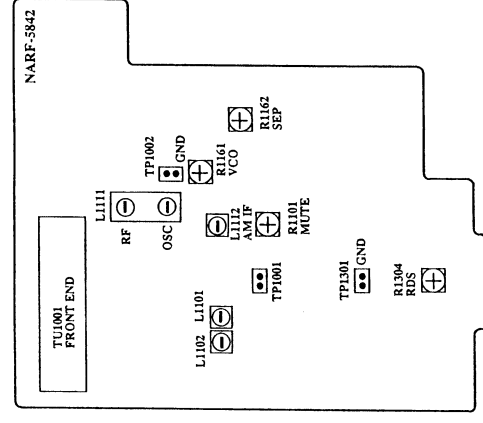 NARF-5842
TU1001
FRONT END
L1111
RF
OSC
TP1002
GND
R1161
VCO
R1162
SEP
L1112
AM IF
R1101
MUTE
L1101
L1102
TP1001
TP1301
GND
R1304
RDS